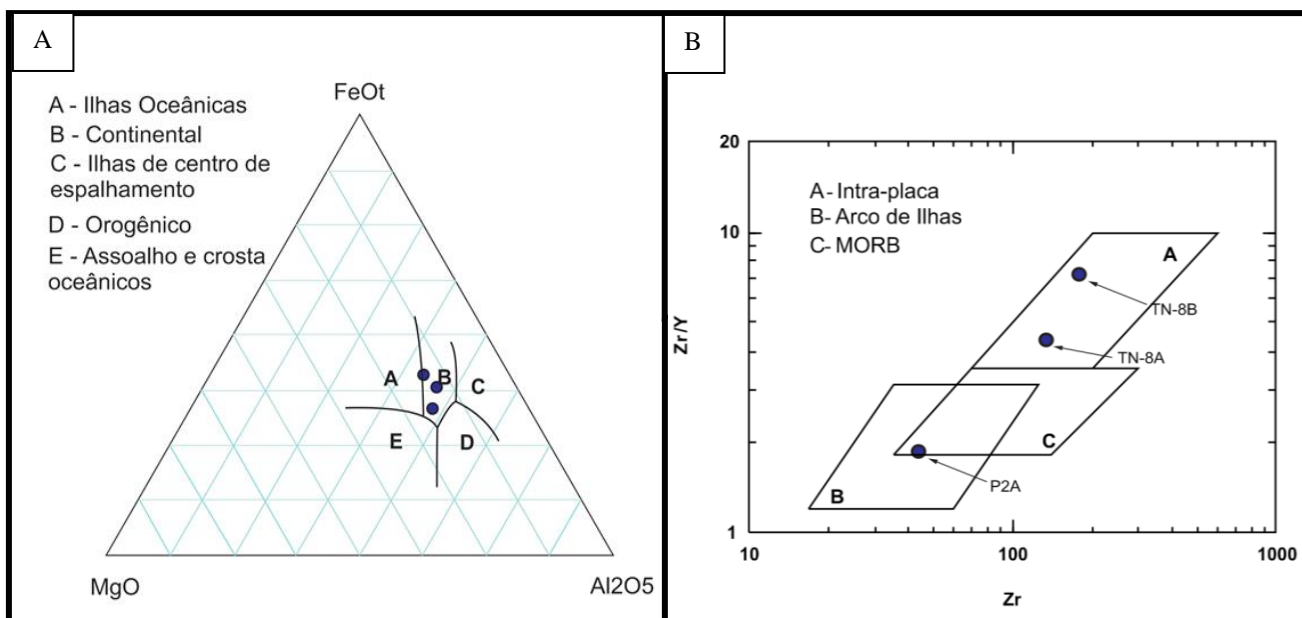 A
A - Ilhas Oceânicas
B - Continental
C - Ilhas de centro de
espalhamento
D - Orogênico
E - Assoalho e crosta
oceânicos
FeOt
A
B
C
E
D
MgO
Al2O5
B
20
10
1
Zr/Y
A - Intra-placa
B- Arco de Ilhas
C- MORB
A
TN-8B
TN-8A
C
B
P2A
10
100
1000
Zr